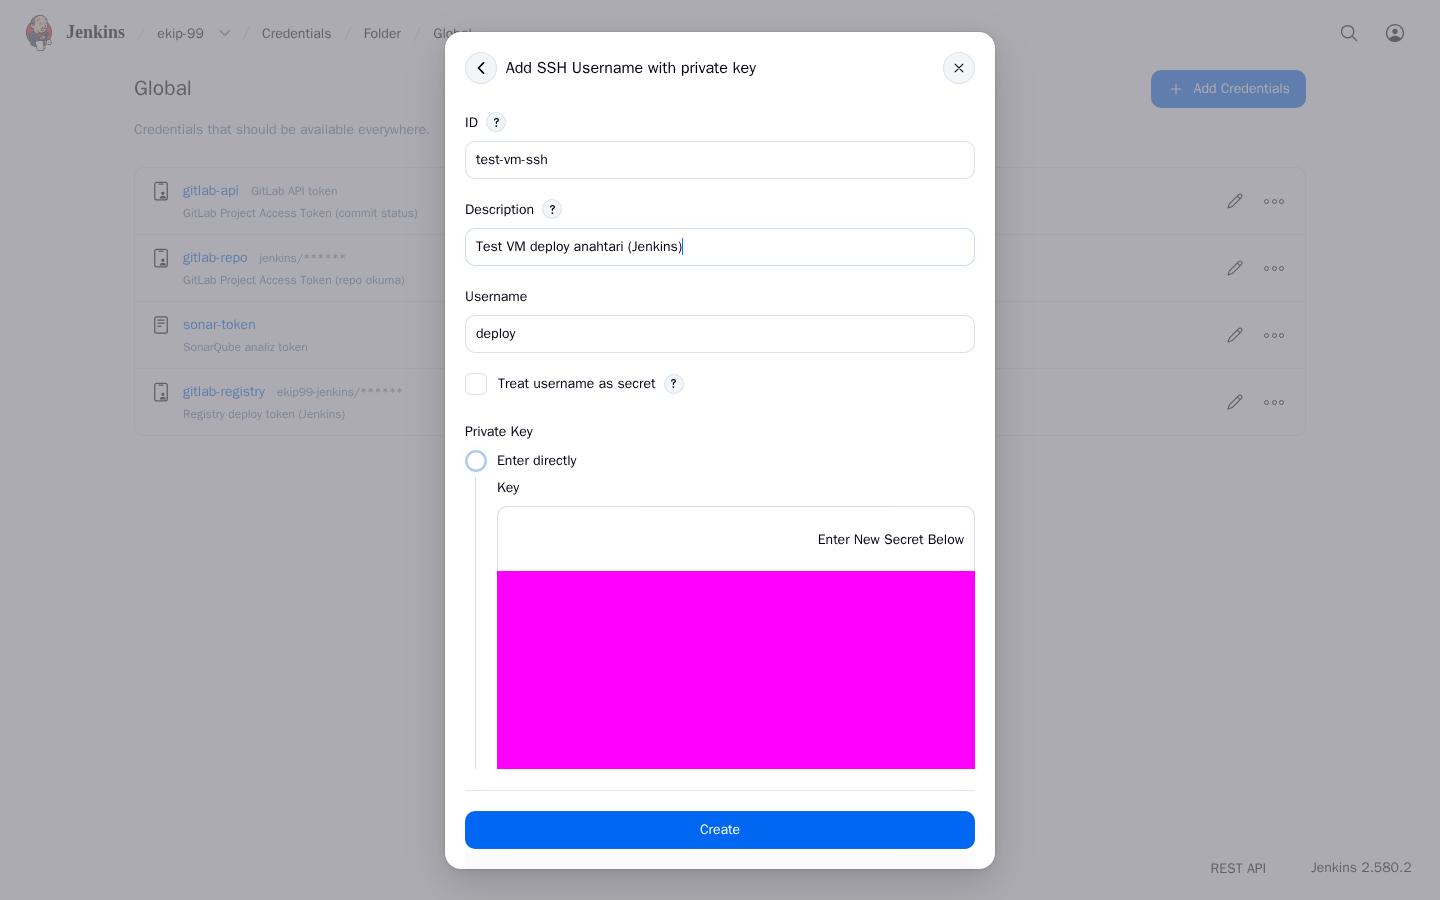 Jenkins / ekip-99 / Credentials / Folder / Global
Global
Add Credentials
Credentials that should be available everywhere.
gitlab-api GitLab API token
GitLab Project Access Token (commit status)
gitlab-repo jenkins/******
GitLab Project Access Token (repo okuma)
sonar-token
SonarQube analiz token
gitlab-registry ekip99-jenkins/******
Registry deploy token (Jenkins)
Add SSH Username with private key
ID ?
test-vm-ssh
Description ?
Test VM deploy anahtari (Jenkins)
Username
deploy
Treat username as secret ?
Private Key
Enter directly
Key
Enter New Secret Below
Create
REST API Jenkins 2.580.2